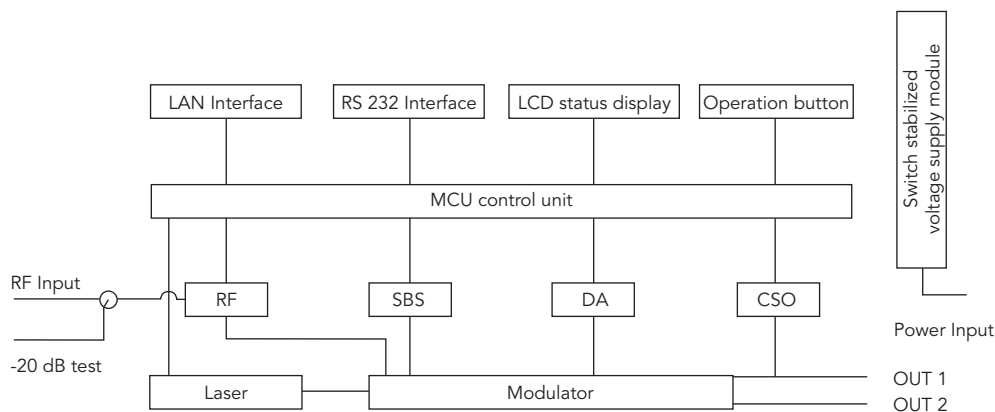 LAN Interface
RS 232 Interface
LCD status display
Operation button
Switch stabilized
voltage supply module
MCU control unit
RF Input
RF
SBS
DA
CSO
Power Input
-20 dB test
Laser
Modulator
OUT 1
OUT 2